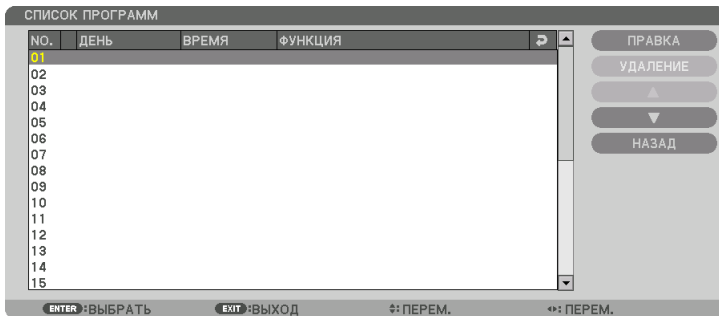 СПИСОК ПРОГРАММ
NO. ДЕНЬ ВРЕМЯ ФУНКЦИЯ
01
02
03
04
05
06
07
08
09
10
11
12
13
14
15
ПРАВКА
УДАЛЕНИЕ
▲
▼
НАЗАД
ENTER :ВЫБРАТЬ EXIT :ВЫХОД :ПЕРЕМ. :ПЕРЕМ.